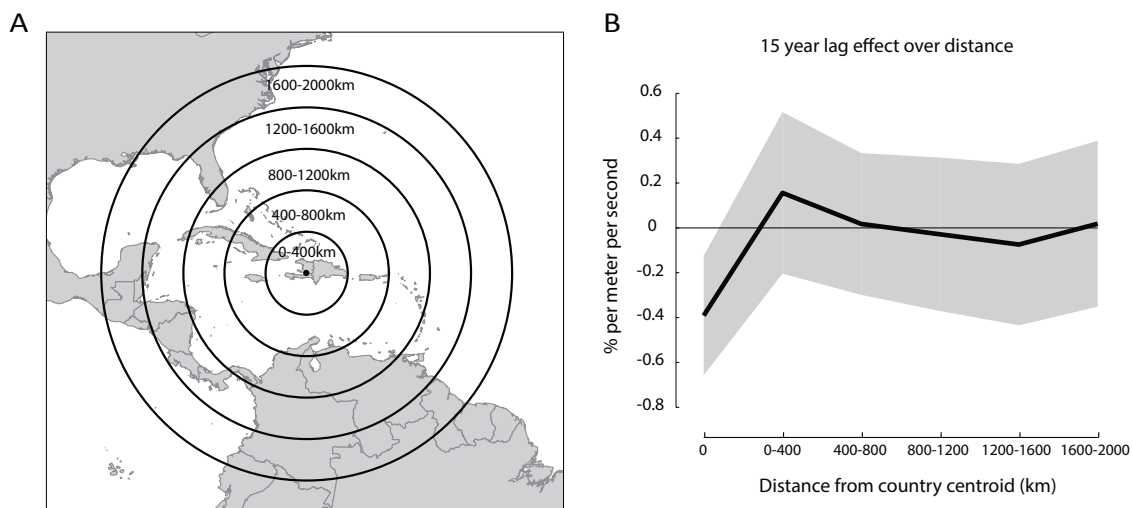 A
1600-2000km
1200-1600km
800-1200km
400-800km
0-400km
B
15 year lag effect over distance
% per meter per second
0.6
0.4
0.2
0
-0.2
-0.4
-0.6
-0.8
0 0-400 400-800 800-1200 1200-1600 1600-2000
Distance from country centroid (km)